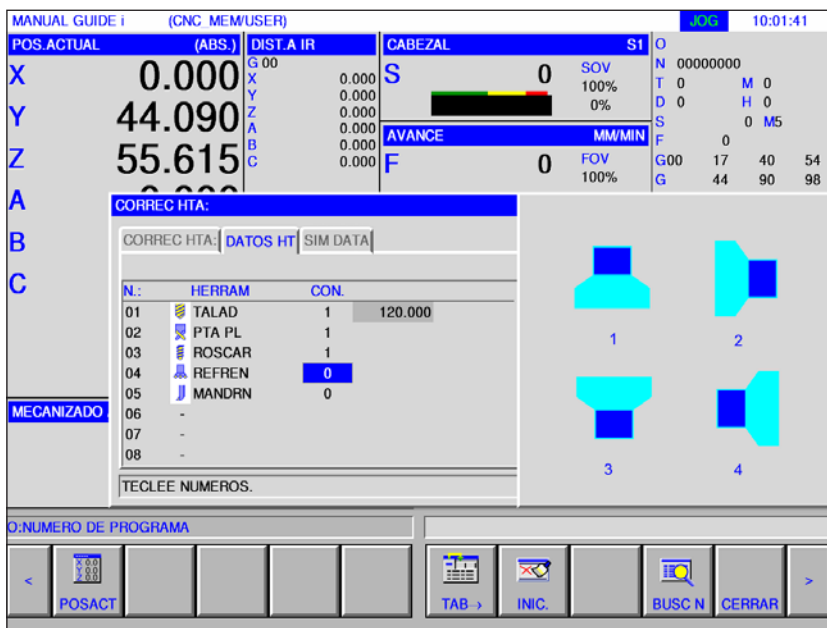 MANUAL GUIDE i (CNC_MEM/USER) JOG 10:01:41
POS.ACTUAL (ABS.)
X 0.000
Y 44.090
Z 55.615
A
B
C
DIST.A IR
G 00
X 0.000
Y 0.000
Z 0.000
A 0.000
B 0.000
C 0.000
CABEZAL S1
S 0 SOV
100%
0%
AVANCE MM/MIN
F 0 FOV
100%
O
N 00000000
T 0 M 0
D 0 H 0
S 0 M5
F 0
G00 17 40 54
G 44 90 98
CORREC HTA:
CORREC HTA: DATOS HT SIM DATA
N.: HERRAM CON.
01 TALAD 1 120.000
02 PTA PL 1
03 ROSCAR 1
04 REFREN 0
05 MANDRN 0
06 -
07 -
08 -
TECLEE NUMEROS.
1 2
3 4
MECANIZADO
O:NUMERO DE PROGRAMA
< POSACT TAB→ INIC. BUSC N CERRAR >